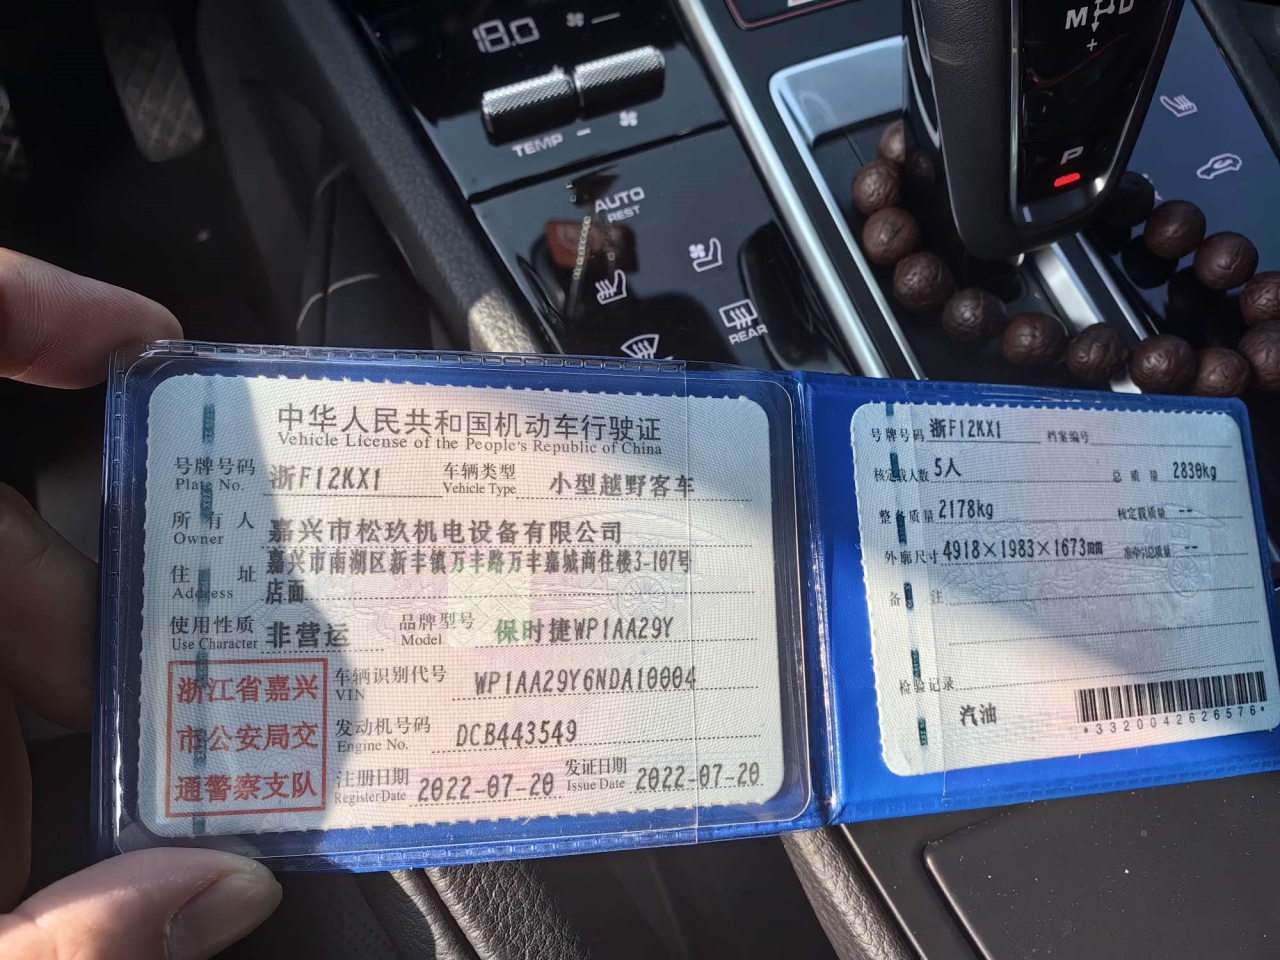 18.0
TEMP
AUTO
REST
REAR
M D
+
P
中华人民共和国机动车行驶证
Vehicle License of the People's Republic of China
号牌号码 浙F12KX1 车辆类型 小型越野客车
Plate No. Vehicle Type
所有人 嘉兴市松玖机电设备有限公司
Owner
住址 嘉兴市南湖区新丰镇万丰路万丰嘉城商住楼3-107号
Address 店面
使用性质 非营运 品牌型号 保时捷WP1AA29Y
Use Character Model
浙江省嘉兴
市公安局交
通警察支队
车辆识别代号 WP1AA29Y6NDA10004
VIN
发动机号码 DCB443549
Engine No.
注册日期 2022-07-20 发证日期 2022-07-20
Register Date Issue Date
号牌号码 浙F12KX1 档案编号
核定载人数 5人 总质量 2830kg
整备质量 2178kg 核定载质量 --
外廓尺寸 4918×1983×1673mm 准牵引总质量 --
备注
检验记录
汽油
*3320042626576*